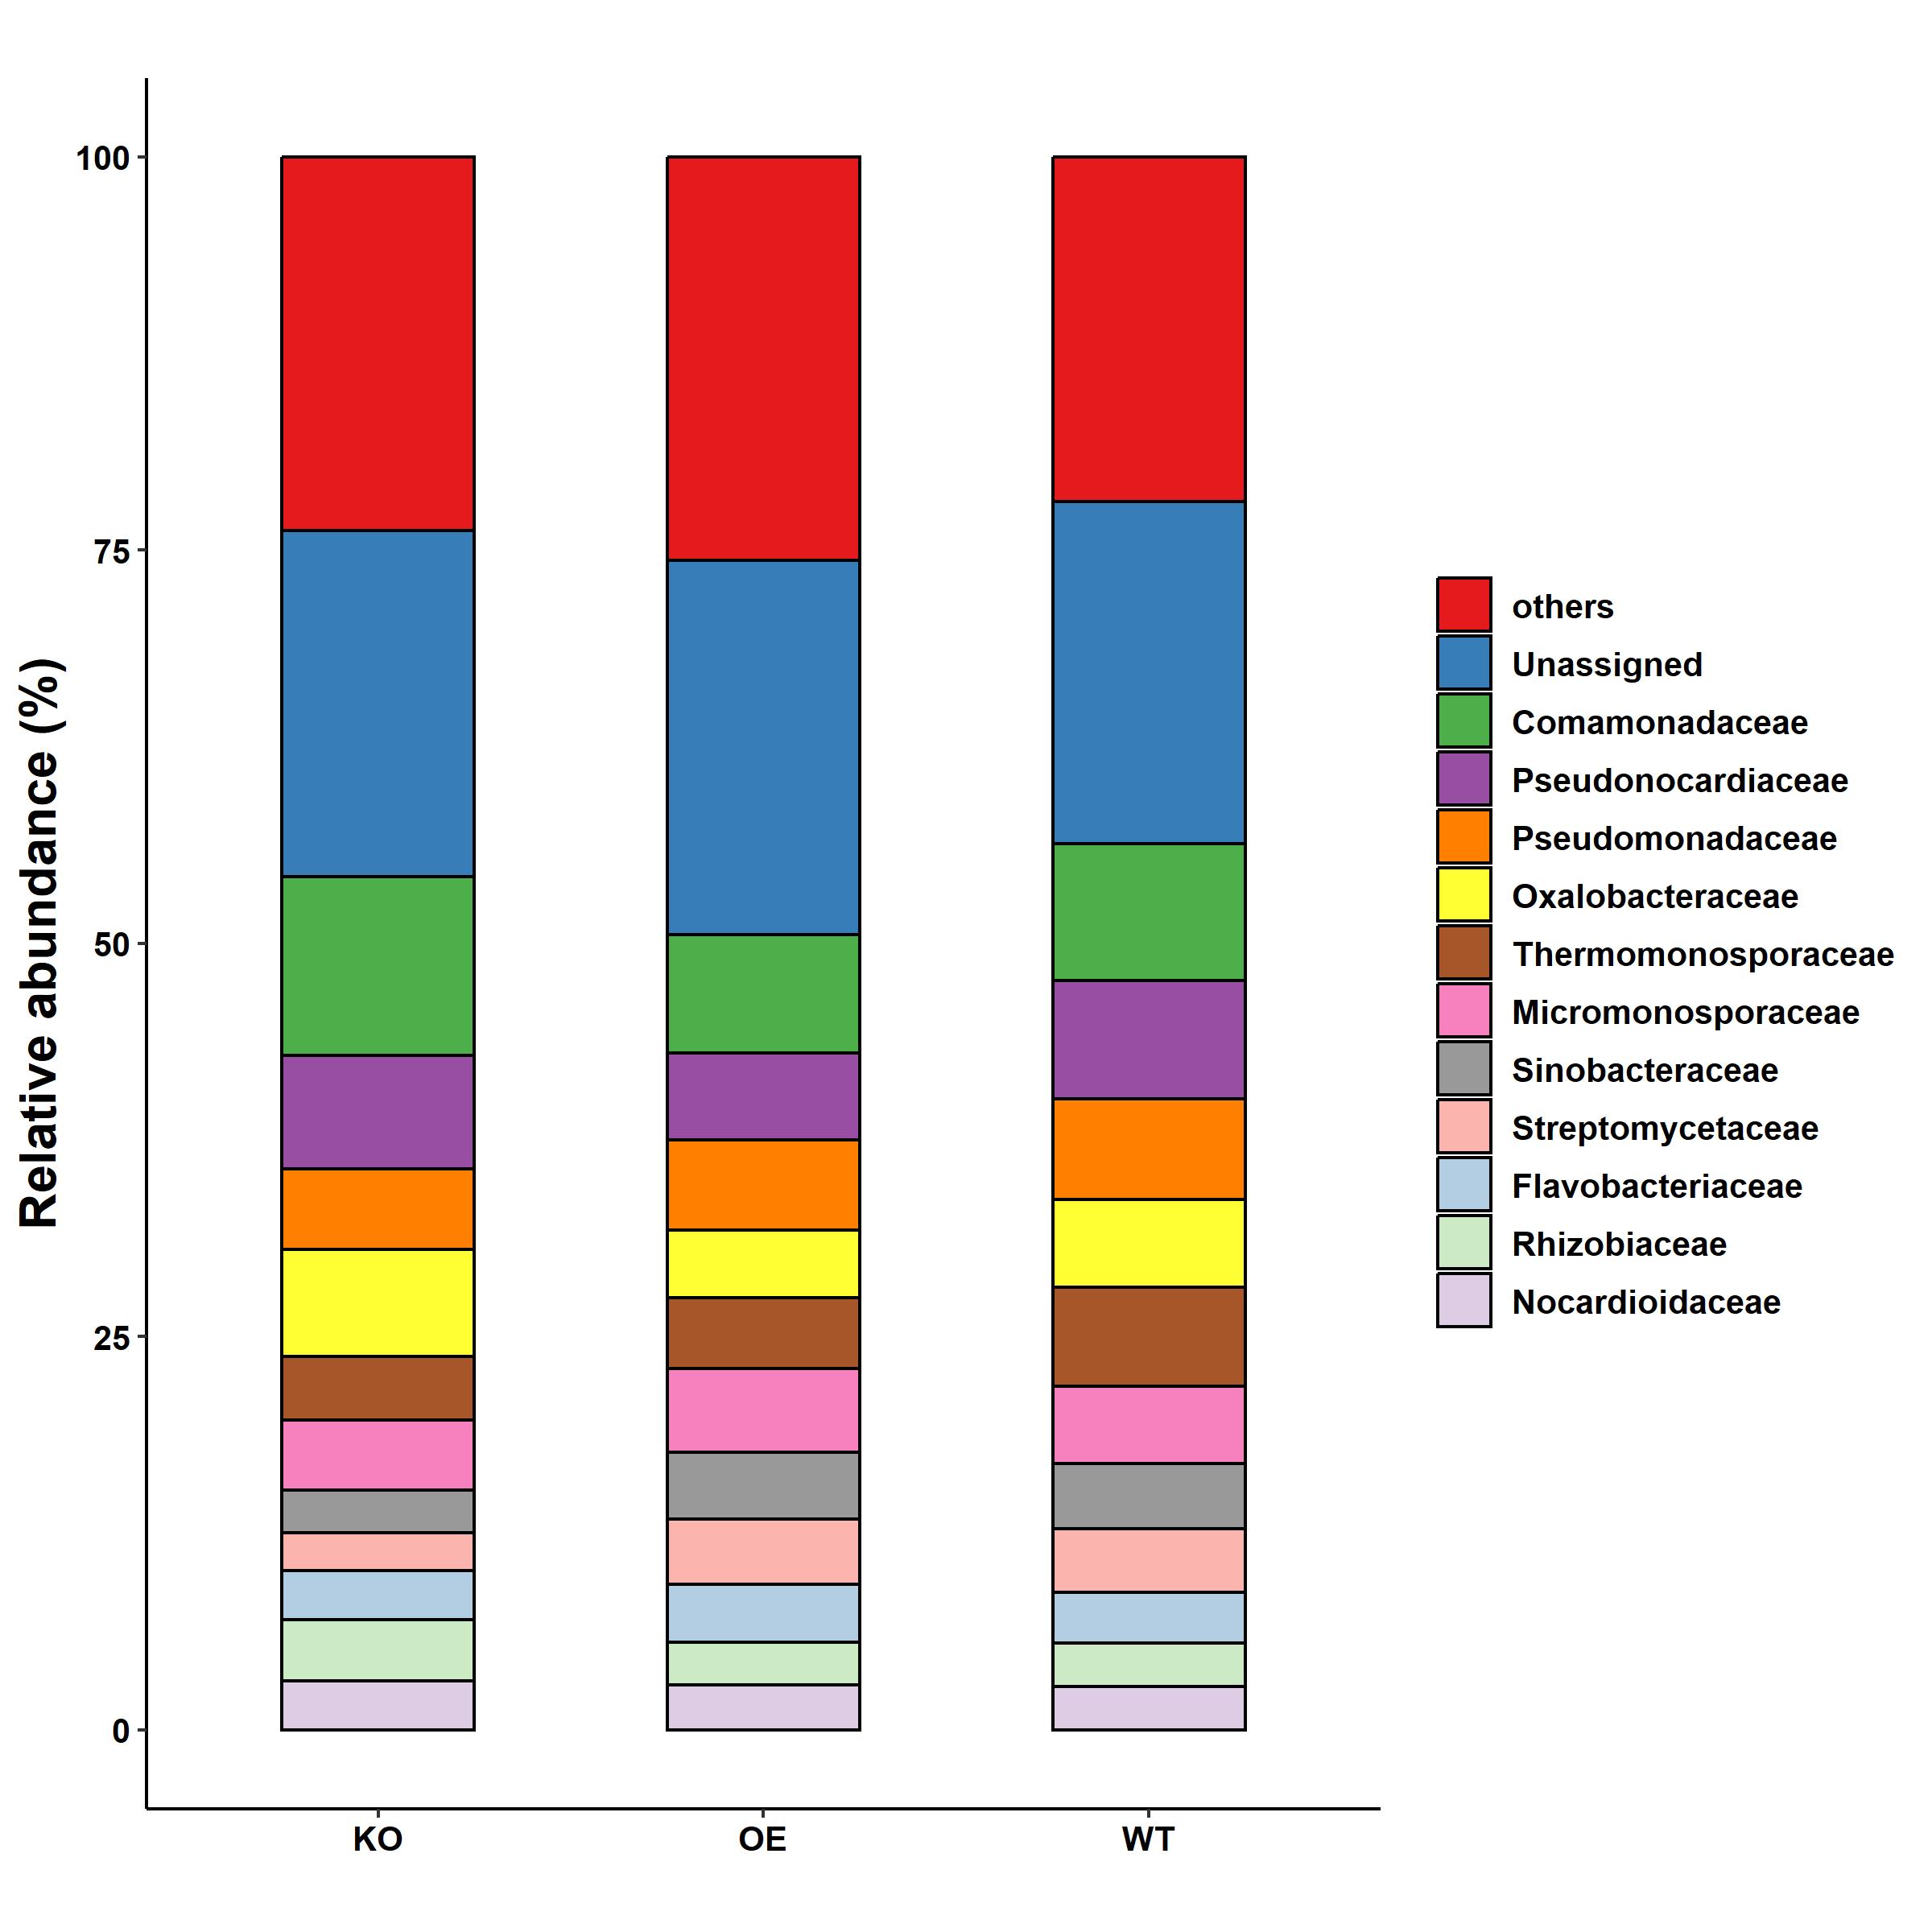 Relative abundance (%)
100
75
50
25
0
KO
OE
WT
others
Unassigned
Comamonadaceae
Pseudonocardiaceae
Pseudomonadaceae
Oxalobacteraceae
Thermomonosporaceae
Micromonosporaceae
Sinobacteraceae
Streptomycetaceae
Flavobacteriaceae
Rhizobiaceae
Nocardioidaceae